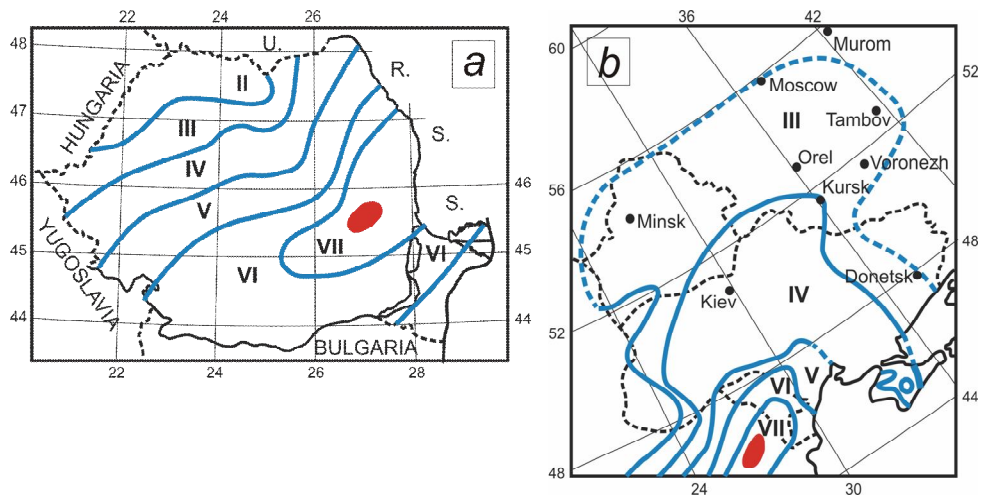 22 24 26
48 U. a
HUNGARIA II R.
47 III S.
46 IV 46
V S.
YUGOSLAVIA VII
45 VI VI 45
44 44
BULGARIA
22 24 26 28
36 42
60 b Murom
Moscow 52
III Tambov
Orel Voronezh
56 Kursk
Minsk 48
Donetsk
Kiev IV
52
V
VI 44
VII
48
24 30